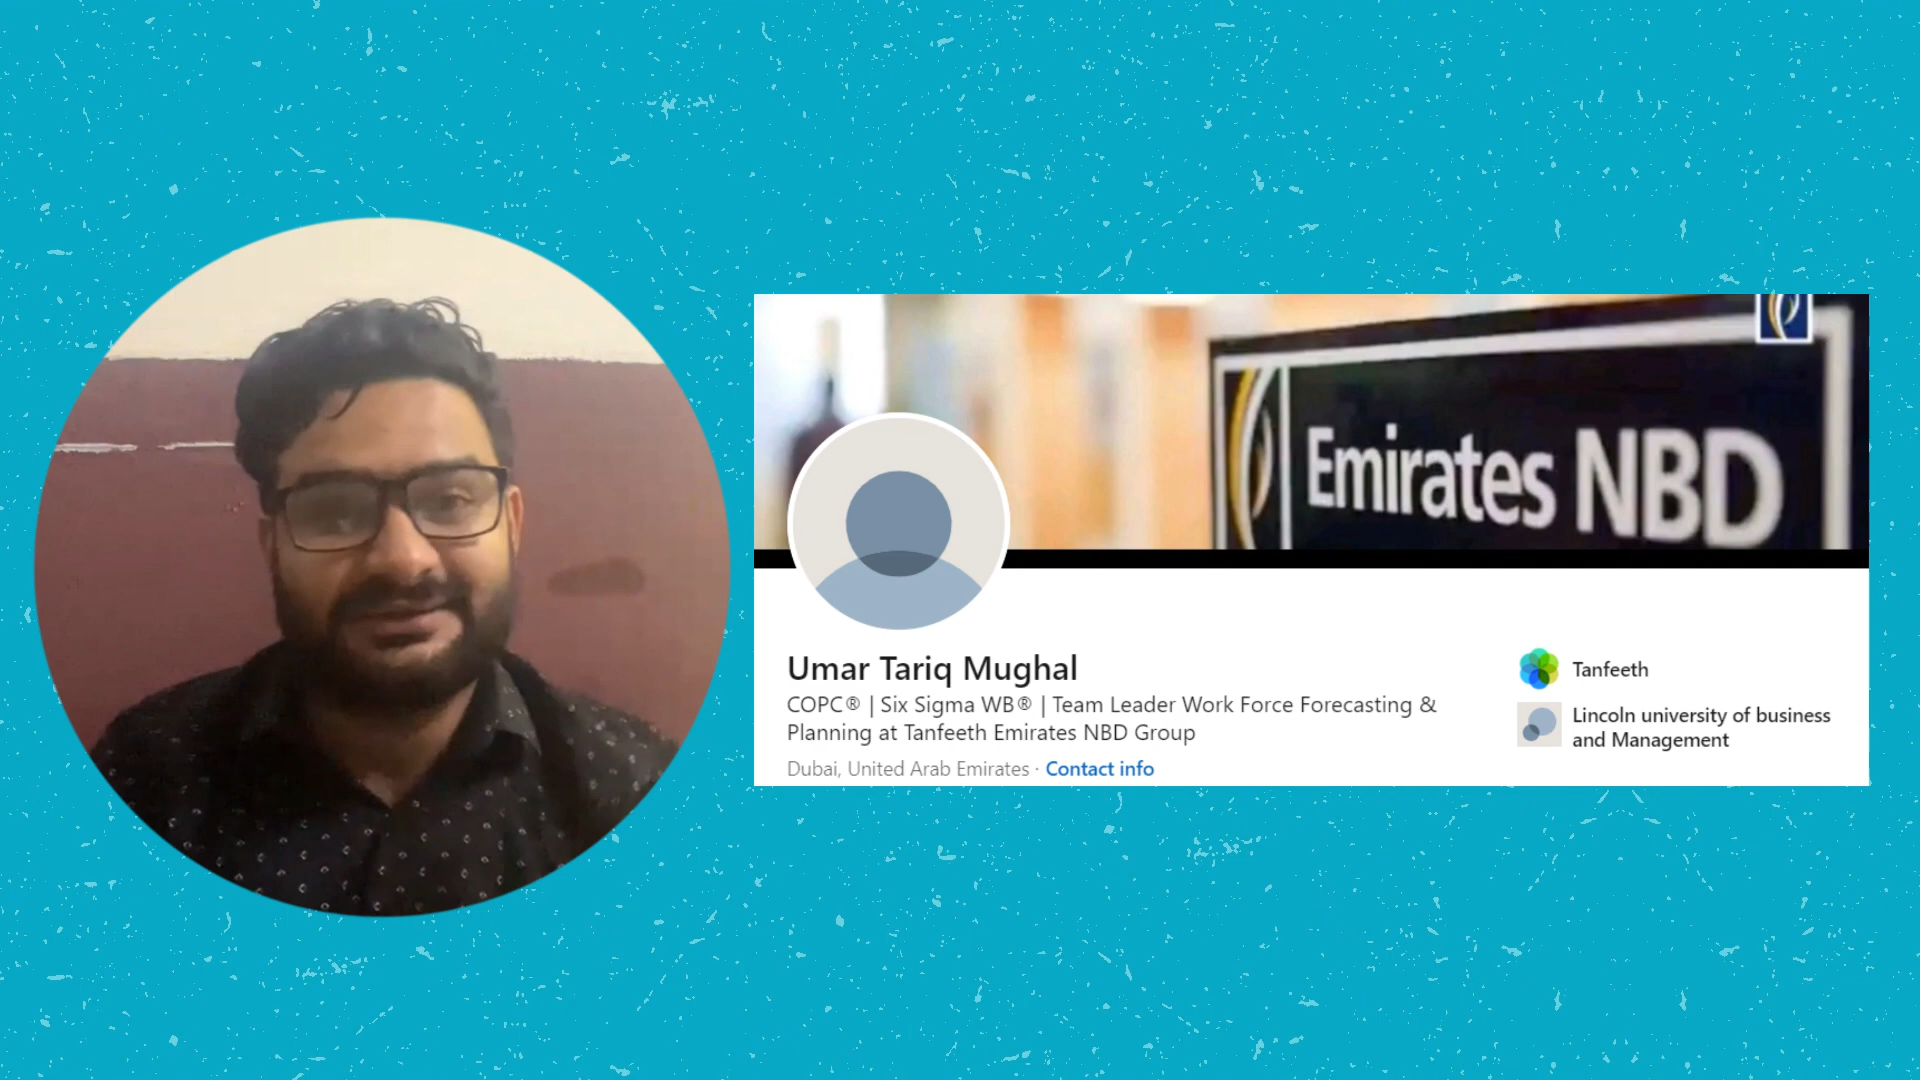 Emirates NBD
Umar Tariq Mughal
COPC® | Six Sigma WB® | Team Leader Work Force Forecasting &
Planning at Tanfeeth Emirates NBD Group
Dubai, United Arab Emirates · Contact info
Tanfeeth
Lincoln university of business
and Management